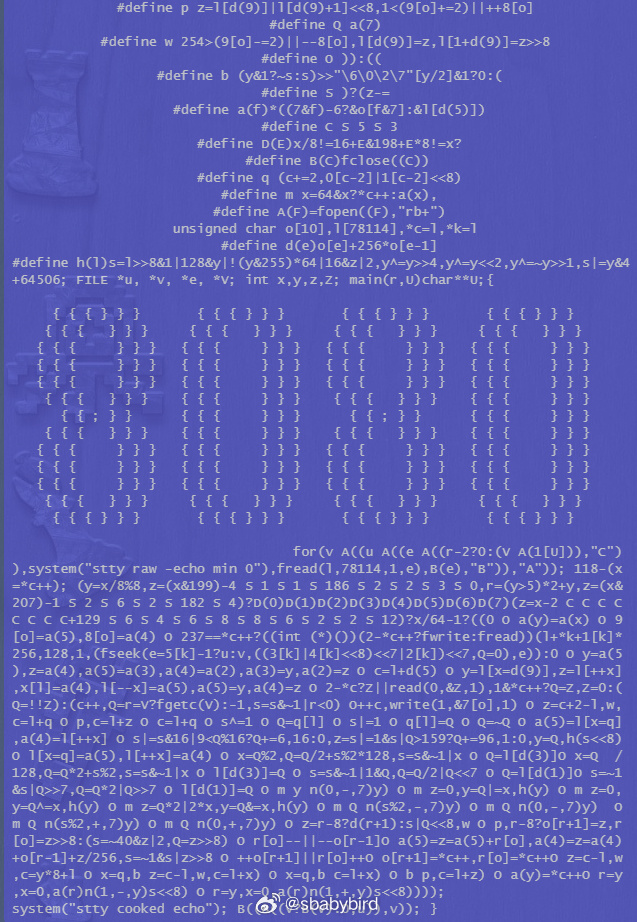 #define p z=l[d(9)]|l[d(9)+1]<<8,1<(9[o]+=2)||++8[o]
#define Q a(7)
#define w 254>(9[o]-=2)||--8[o],l[d(9)]=z,l[1+d(9)]=z>>8
#define O )):((
#define b (y&1?~s:s)>>"\6\0\2\7"[y/2]&1?0:(
#define S )?(z-=
#define a(f)*((7&f)-6?&o[f&7]:&l[d(5)])
#define C S 5 S 3
#define D(E)x/8!=16+E&198+E*8!=x?
#define B(C)fclose((C))
#define q (c+=2,0[c-2]|1[c-2]<<8)
#define m x=64&x?*c++:a(x),
#define A(F)=fopen((F),"rb+")
unsigned char o[10],l[78114],*c=l,*k=l
#define d(e)o[e]+256*o[e-1]
#define h(l)s=l>>8&1|128&y|!(y&255)*64|16&z|2,y^=y>>4,y^=y<<2,y^=~y>>1,s|=y&4
+64506; FILE *u, *v, *e, *V; int x,y,z,Z; main(r,U)char**U;{
{ { { } } } { { { } } } { { { } } } { { { } } }
{ { { } } } { { { } } } { { { } } } { { { } } }
{ { { } } } { { { } } } { { { } } } { { { } } }
{ { { } } } { { { } } } { { { } } } { { { } } }
{ { { } } } { { { } } } { { { } } } { { { } } }
{ { { } } } { { { } } } { { { } } } { { { } } }
{ { ; } } { { { } } } { { ; } } { { { } } }
{ { { } } } { { { } } } { { { } } } { { { } } }
{ { { } } } { { { } } } { { { } } } { { { } } }
{ { { } } } { { { } } } { { { } } } { { { } } }
{ { { } } } { { { } } } { { { } } } { { { } } }
{ { { } } } { { { } } } { { { } } } { { { } } }
{ { { } } } { { { } } } { { { } } } { { { } } }
for(v A((u A((e A((r-2?0:(V A(1[U])),"C")
),system("stty raw -echo min 0"),fread(l,78114,1,e),B(e),"B")),"A")); 118-(x
=*c++); (y=x/8%8,z=(x&199)-4 S 1 S 1 S 186 S 2 S 2 S 3 S 0,r=(y>5)*2+y,z=(x&
207)-1 S 2 S 6 S 2 S 182 S 4)?D(0)D(1)D(2)D(3)D(4)D(5)D(6)D(7)(z=x-2 C C C C
C C C C+129 S 6 S 4 S 6 S 8 S 8 S 6 S 2 S 2 S 12)?x/64-1?((0 O a(y)=a(x) O 9
[o]=a(5),8[o]=a(4) O 237==*c++?((int (*)())(2-*c++?fwrite:fread))(l+*k+1[k]*
256,128,1,(fseek(e=5[k]-1?u:v,((3[k]|4[k]<<8)<<7|2[k])<<7,Q=0),e)):0 O y=a(5
),z=a(4),a(5)=a(3),a(4)=a(2),a(3)=y,a(2)=z O c=l+d(5) O y=l[x=d(9)],z=l[++x]
,x[l]=a(4),l[--x]=a(5),a(5)=y,a(4)=z O 2-*c?Z||read(0,&Z,1),1&*c++?Q=Z,Z=0:(
Q=!!Z):(c++,Q=r=V?fgetc(V):-1,s=s&~1|r<0) O++c,write(1,&7[o],1) O z=c+2-l,w,
c=l+q O p,c=l+z O c=l+q O s^=1 O Q=q[l] O s|=1 O q[l]=Q O Q=~Q O a(5)=l[x=q]
,a(4)=l[++x] O s|=s&16|9<Q%16?Q+=6,16:0,z=s|=1&s|Q>159?Q+=96,1:0,y=Q,h(s<<8)
O l[x=q]=a(5),l[++x]=a(4) O x=Q%2,Q=Q/2+s%2*128,s=s&~1|x O Q=l[d(3)]O x=Q /
128,Q=Q*2+s%2,s=s&~1|x O l[d(3)]=Q O s=s&~1|1&Q,Q=Q/2|Q<<7 O Q=l[d(1)]O s=~1
&s|Q>>7,Q=Q*2|Q>>7 O l[d(1)]=Q O m y n(0,-,7)y) O m z=0,y=Q|=x,h(y) O m z=0,
y=Q^=x,h(y) O m z=Q*2|2*x,y=Q&=x,h(y) O m Q n(s%2,-,7)y) O m Q n(0,-,7)y) O
m Q n(s%2,+,7)y) O m Q n(0,+,7)y) O z=r-8?d(r+1):s|Q<<8,w O p,r-8?o[r+1]=z,r
[o]=z>>8:(s=~40&z|2,Q=z>>8) O r[o]--||--o[r-1]O a(5)=z=a(5)+r[o],a(4)=z=a(4)
+o[r-1]+z/256,s=~1&s|z>>8 O ++o[r+1]||r[o]++O o[r+1]=*c++,r[o]=*c++O z=c-l,w
,c=y*8+l O x=q,b z=c-l,w,c=l+x) O x=q,b c=l+x) O b p,c=l+z) O a(y)=*c++O r=y
,x=0,a(r)n(1,-,y)s<<8) O r=y,x=0,a(r)n(1,+,y)s<<8))));
system("stty cooked echo");
@sbabybird